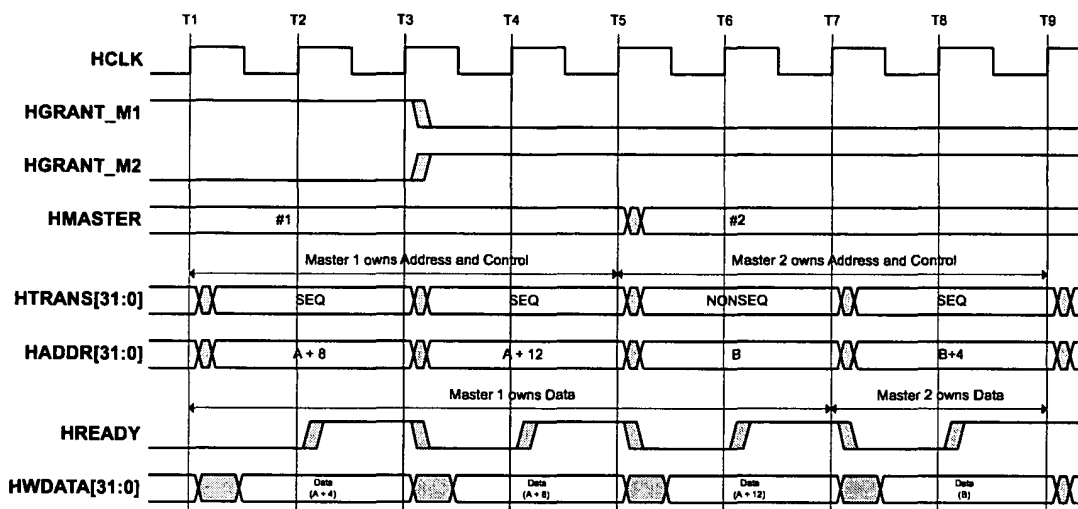 T1 T2 T3 T4 T5 T6 T7 T8 T9
HCLK
HGRANT_M1
HGRANT_M2
HMASTER #1 #2
Master 1 owns Address and Control Master 2 owns Address and Control
HTRANS[31:0] SEQ SEQ NONSEQ SEQ
HADDR[31:0] A + 8 A + 12 B B+4
Master 1 owns Data Master 2 owns Data
HREADY
HWDATA[31:0] Data Data Data Data
(A + 4) (A + 8) (A + 12) (B)